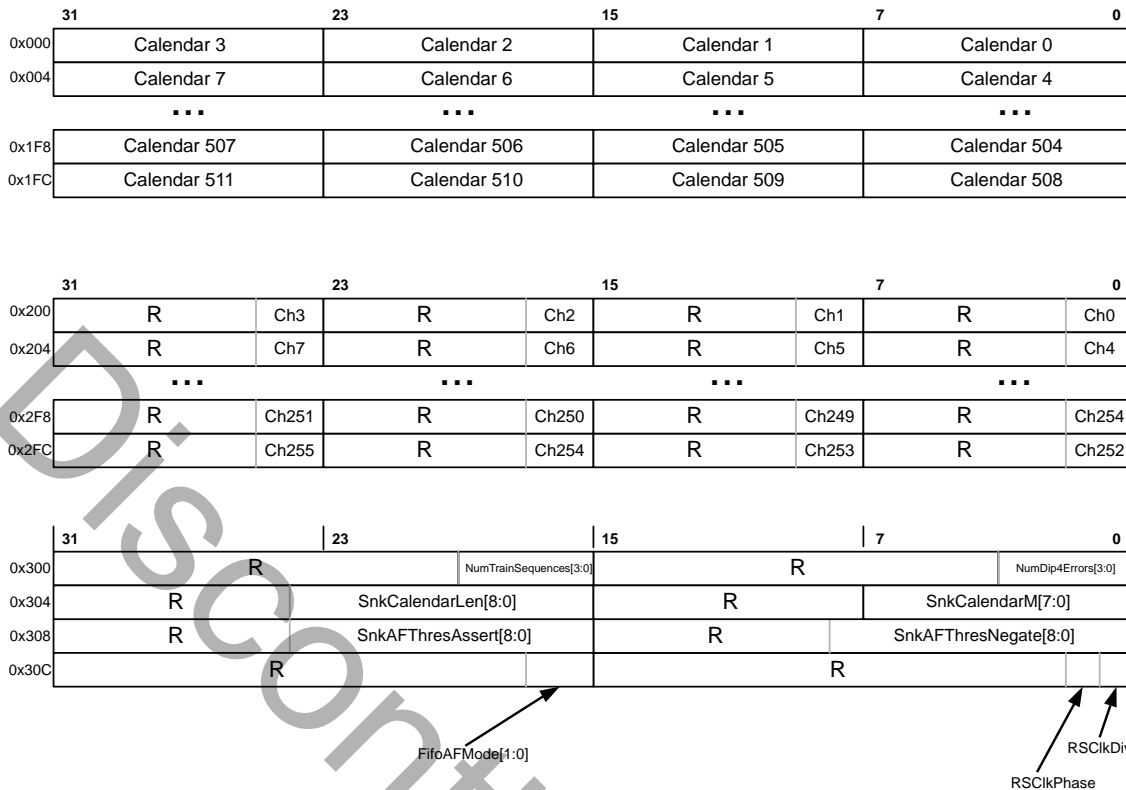 31 23 15 7 0
0x000 Calendar 3 Calendar 2 Calendar 1 Calendar 0
0x004 Calendar 7 Calendar 6 Calendar 5 Calendar 4
... ... ... ...
0x1F8 Calendar 507 Calendar 506 Calendar 505 Calendar 504
0x1FC Calendar 511 Calendar 510 Calendar 509 Calendar 508
31 23 15 7 0
0x200 R Ch3 R Ch2 R Ch1 R Ch0
0x204 R Ch7 R Ch6 R Ch5 R Ch4
... ... ... ...
0x2F8 R Ch251 R Ch250 R Ch249 R Ch254
0x2FC R Ch255 R Ch254 R Ch253 R Ch252
31 23 15 7 0
0x300 R NumTrainSequences[3:0] R NumDip4Errors[3:0]
0x304 R SnkCalendarLen[8:0] R SnkCalendarM[7:0]
0x308 R SnkAFThresAssert[8:0] R SnkAFThresNegate[8:0]
0x30C R R
FifoAFMode[1:0] RSClkDiv
RSClkPhase
Disconti